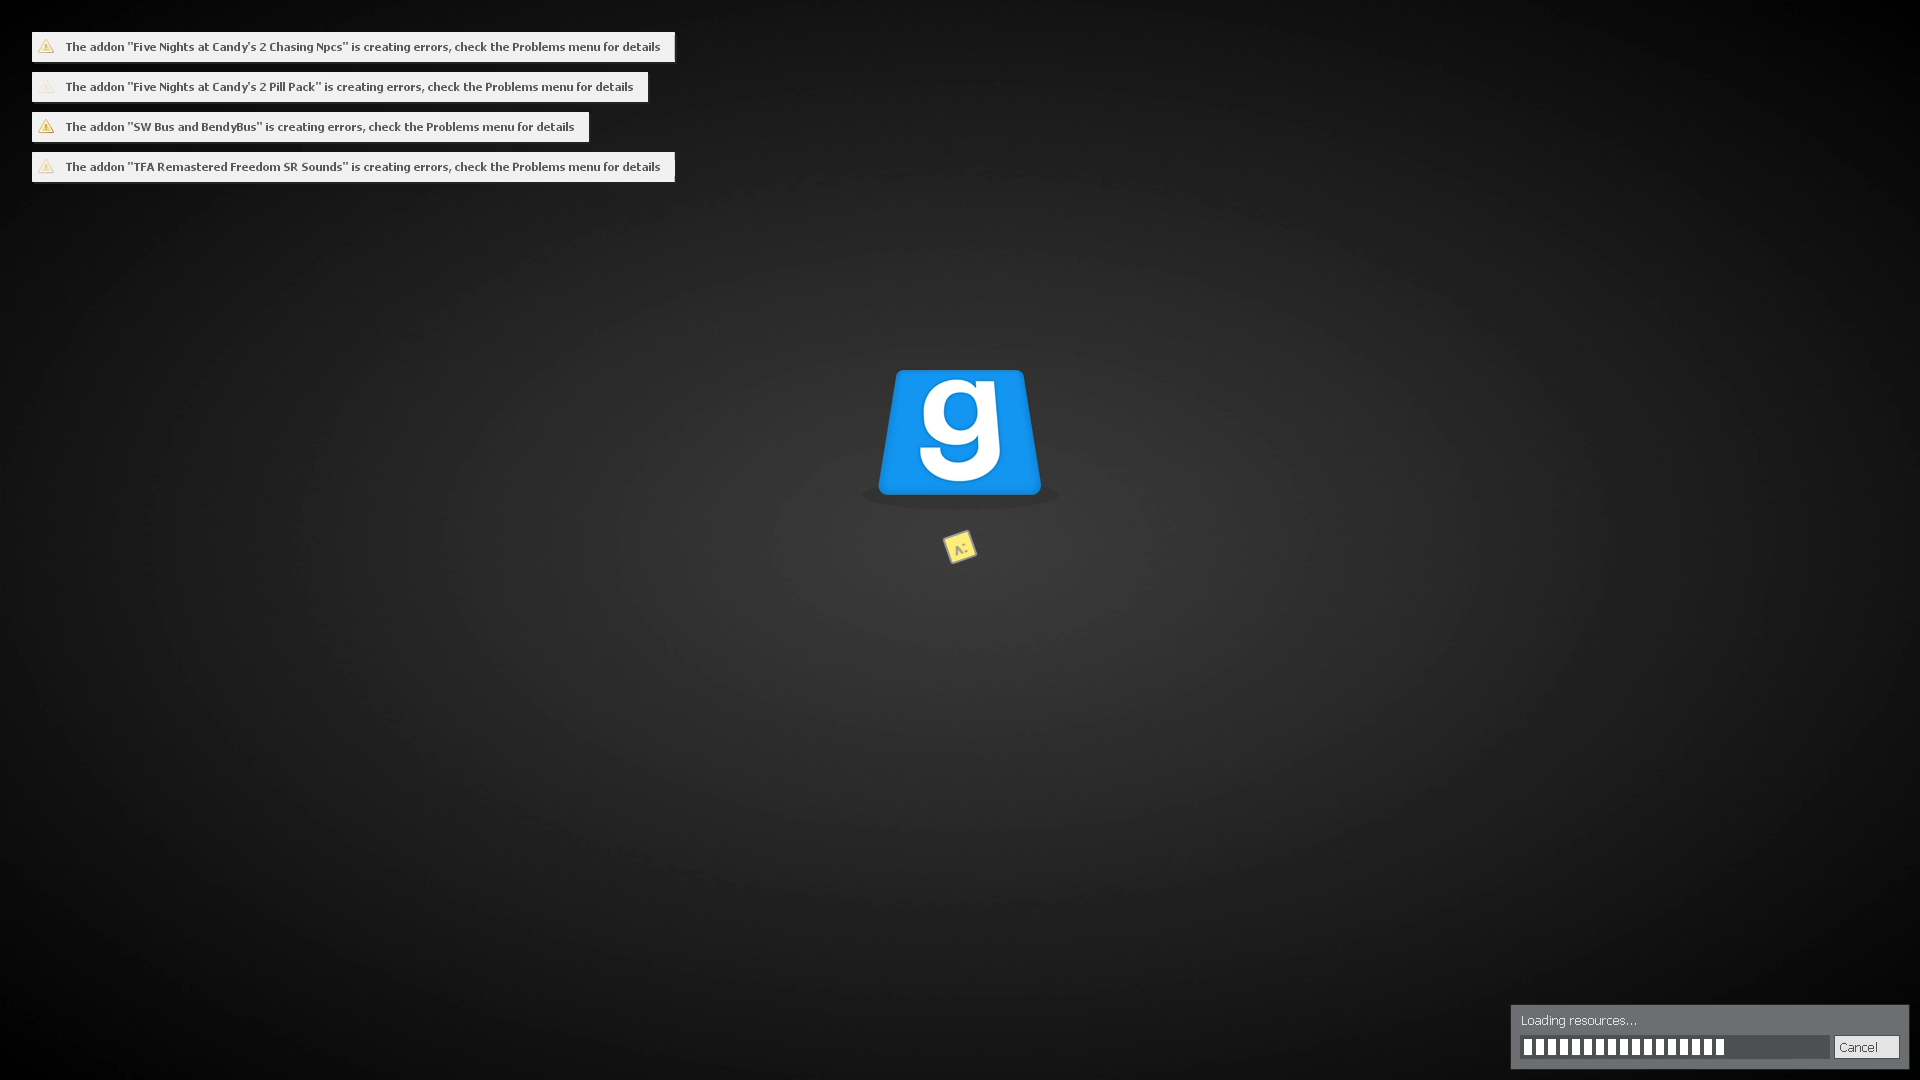 The addon "Five Nights at Candy's 2 Chasing Npcs" is creating errors, check the Problems menu for details
The addon "Five Nights at Candy's 2 Pill Pack" is creating errors, check the Problems menu for details
The addon "SW Bus and BendyBus" is creating errors, check the Problems menu for details
The addon "TFA Remastered Freedom SR Sounds" is creating errors, check the Problems menu for details
g
Loading resources...
Cancel